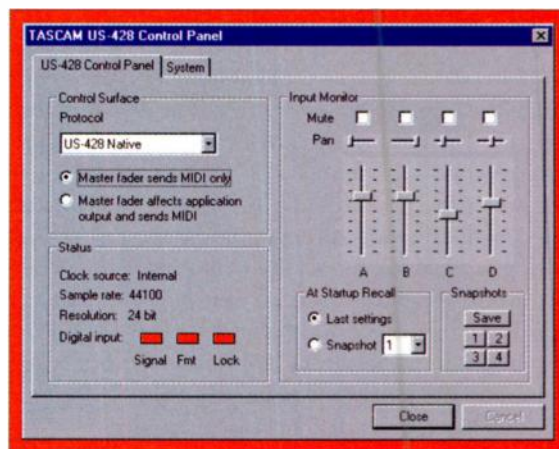 TASCAM US-428 Control Panel
US-428 Control Panel
System
Control Surface
Protocol
US-428 Native
Master fader sends MIDI only
Master fader affects application
output and sends MIDI
Status
Clock source: Internal
Sample rate: 44100
Resolution: 24 bit
Digital input:
Signal Fmt Lock
Input Monitor
Mute
Pan
A B C D
At Startup Recall
Last settings
Snapshot 1
Snapshots
Save
1 2
3 4
Close
Cancel